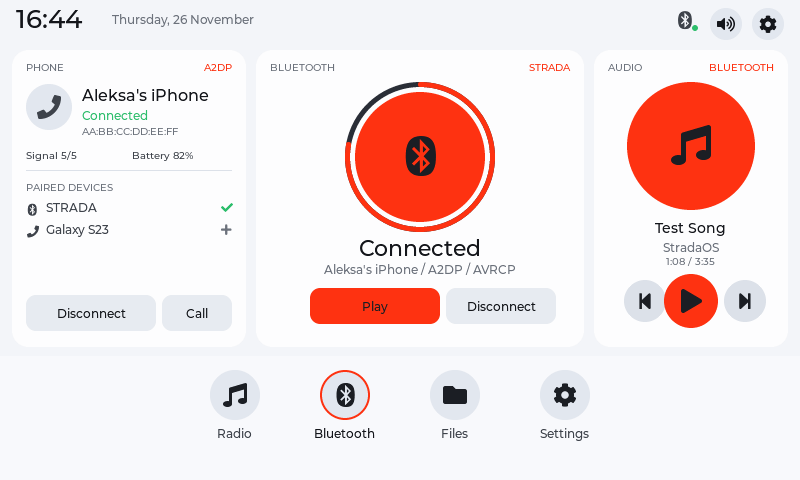 16:44
Thursday, 26 November
PHONE
A2DP
Aleksa's iPhone
Connected
AA:BB:CC:DD:EE:FF
Signal 5/5
Battery 82%
PAIRED DEVICES
STRADA
Galaxy S23
Disconnect
Call
BLUETOOTH
STRADA
Connected
Aleksa's iPhone / A2DP / AVRCP
Play
Disconnect
AUDIO
BLUETOOTH
Test Song
StradaOS
1:08 / 3:35
Radio
Bluetooth
Files
Settings